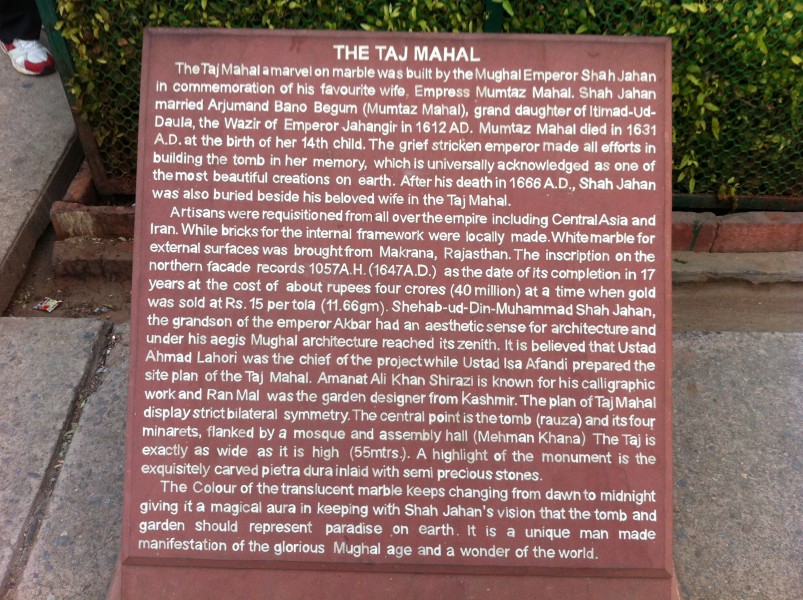 THE TAJ MAHAL
The Taj Mahal a marvel on marble was built by the Mughal Emperor Shah Jahan
in commemoration of his favourite wife, Empress Mumtaz Mahal. Shah Jahan
married Arjumand Bano Begum (Mumtaz Mahal), grand daughter of Itimad-Ud-
Daula, the Wazir of Emperor Jahangir in 1612 AD. Mumtaz Mahal died in 1631
A.D. at the birth of her 14th child. The grief stricken emperor made all efforts in
building the tomb in her memory, which is universally acknowledged as one of
the most beautiful creations on earth. After his death in 1666 A.D., Shah Jahan
was also buried beside his beloved wife in the Taj Mahal.
Artisans were requisitioned from all over the empire including Central Asia and
Iran. While bricks for the internal framework were locally made. White marble for
external surfaces was brought from Makrana, Rajasthan. The inscription on the
northern facade records 1057A.H. (1647A.D.) as the date of its completion in 17
years at the cost of about rupees four crores (40 million) at a time when gold
was sold at Rs. 15 per tola (11.66gm). Shehab-ud-Din-Muhammad Shah Jahan,
the grandson of the emperor Akbar had an aesthetic sense for architecture and
under his aegis Mughal architecture reached its zenith. It is believed that Ustad
Ahmad Lahori was the chief of the project while Ustad Isa Afandi prepared the
site plan of the Taj Mahal. Amanat Ali Khan Shirazi is known for his calligraphic
work and Ran Mal was the garden designer from Kashmir. The plan of Taj Mahal
display strict bilateral symmetry. The central point is the tomb (rauza) and its four
minarets, flanked by a mosque and assembly hall (Mehman Khana) The Taj is
exactly as wide as it is high (55mtrs.). A highlight of the monument is the
exquisitely carved pietra dura inlaid with semi precious stones.
The Colour of the translucent marble keeps changing from dawn to midnight
giving it a magical aura in keeping with Shah Jahan's vision that the tomb and
garden should represent paradise on earth. It is a unique man made
manifestation of the glorious Mughal age and a wonder of the world.